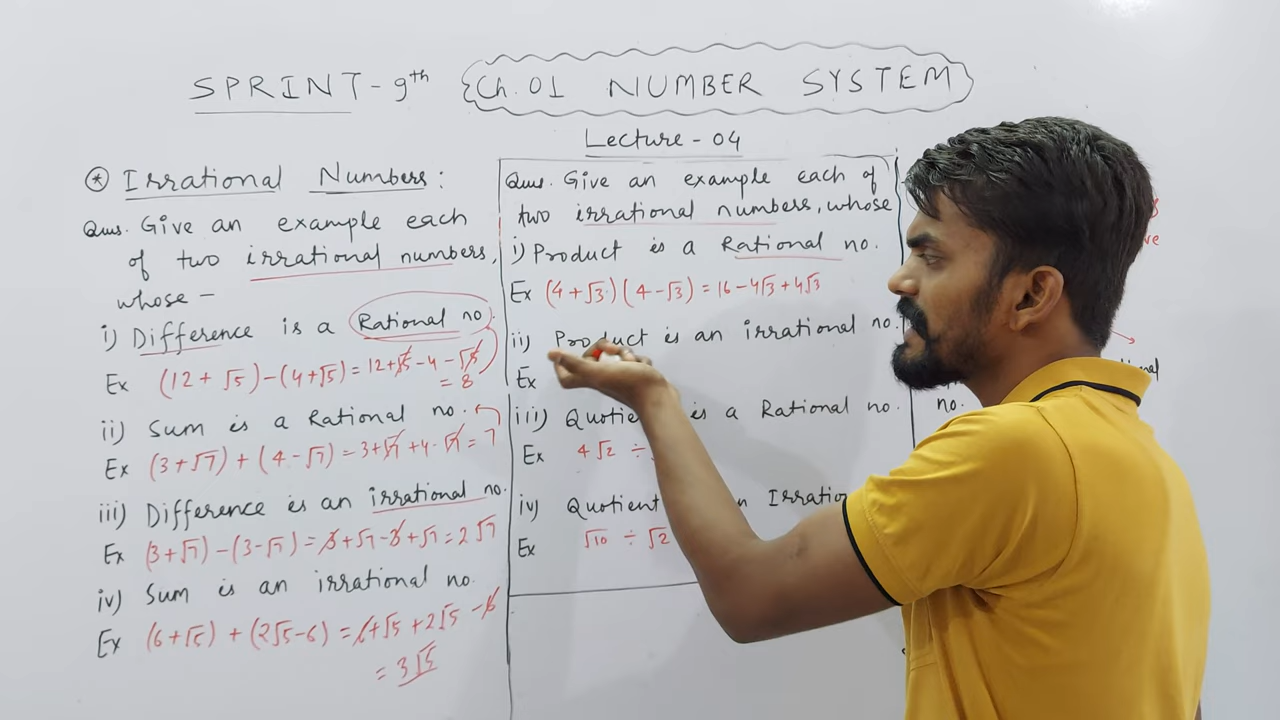 SPRINT - 9th Ch. 01 NUMBER SYSTEM
Lecture - 04
* Irrational Numbers:
Ques. Give an example each
of two irrational numbers,
whose -
i) Difference is a Rational no.
Ex (12 + √5) - (4 + √5) = 12 + √5 - 4 - √5
= 8
ii) Sum is a Rational no.
Ex (3 + √7) + (4 - √7) = 3 + √7 + 4 - √7 = 7
iii) Difference is an irrational no.
Ex (3 + √7) - (3 - √7) = 3 + √7 - 3 + √7 = 2√7
iv) Sum is an irrational no.
Ex (6 + √5) + (2√5 - 6) = 6 + √5 + 2√5 - 6
= 3√5
Ques. Give an example each of
two irrational numbers, whose
i) Product is a Rational no.
Ex (4 + √3) (4 - √3) = 16 - 4√3 + 4√3
ii) Product is an irrational no.
Ex
iii) Quotie is a Rational no.
Ex 4√2 ÷
iv) Quotient n Irratio
Ex √10 ÷ √2
no.